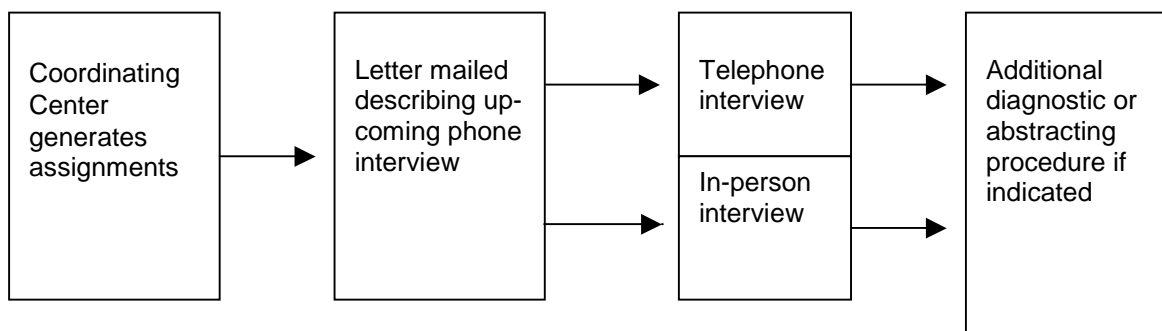 Coordinating
Center
generates
assignments
Letter mailed
describing up-
coming phone
interview
Telephone
interview
In-person
interview
Additional
diagnostic or
abstracting
procedure if
indicated